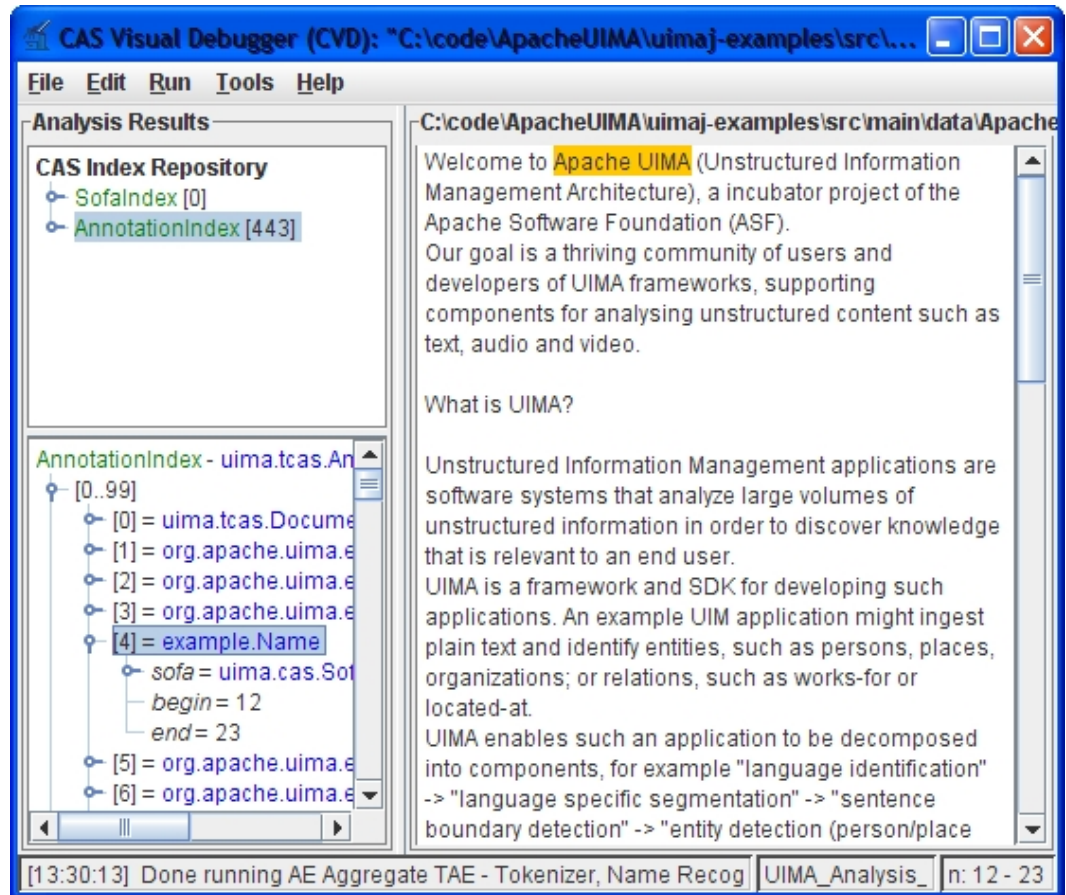 CAS Visual Debugger (CVD): "C:\code\ApacheUIMA\uimaj-examples\src\...
File Edit Run Tools Help
Analysis Results
CAS Index Repository
SofaIndex [0]
AnnotationIndex [443]
AnnotationIndex - uima.tcas.An
[0..99]
[0] = uima.tcas.Docume
[1] = org.apache.uima.e
[2] = org.apache.uima.e
[3] = org.apache.uima.e
[4] = example.Name
sofa = uima.cas.Sof
begin = 12
end = 23
[5] = org.apache.uima.e
[6] = org.apache.uima.e
C:\code\ApacheUIMA\uimaj-examples\src\main\data\Apache
Welcome to Apache UIMA (Unstructured Information
Management Architecture), a incubator project of the
Apache Software Foundation (ASF).
Our goal is a thriving community of users and
developers of UIMA frameworks, supporting
components for analysing unstructured content such as
text, audio and video.
What is UIMA?
Unstructured Information Management applications are
software systems that analyze large volumes of
unstructured information in order to discover knowledge
that is relevant to an end user.
UIMA is a framework and SDK for developing such
applications. An example UIM application might ingest
plain text and identify entities, such as persons, places,
organizations; or relations, such as works-for or
located-at.
UIMA enables such an application to be decomposed
into components, for example "language identification"
-> "language specific segmentation" -> "sentence
boundary detection" -> "entity detection (person/place
[13:30:13] Done running AE Aggregate TAE - Tokenizer, Name Recog
UIMA_Analysis_
n: 12 - 23